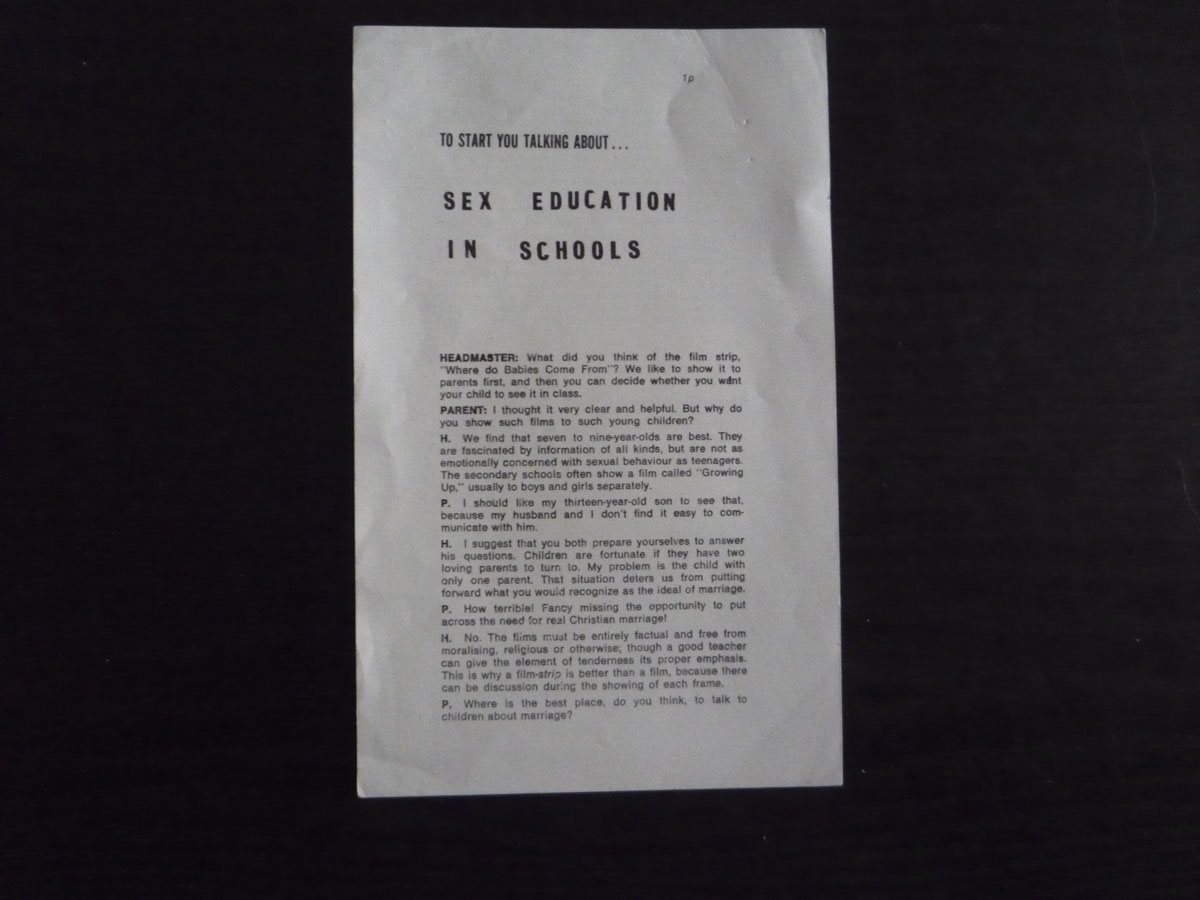 1p
TO START YOU TALKING ABOUT...
SEX EDUCATION
IN SCHOOLS
HEADMASTER: What did you think of the film strip,
"Where do Babies Come From"? We like to show it to
parents first, and then you can decide whether you want
your child to see it in class.
PARENT: I thought it very clear and helpful. But why do
you show such films to such young children?
H. We find that seven to nine-year-olds are best. They
are fascinated by information of all kinds, but are not as
emotionally concerned with sexual behaviour as teenagers.
The secondary schools often show a film called "Growing
Up," usually to boys and girls separately.
P. I should like my thirteen-year-old son to see that,
because my husband and I don't find it easy to com-
municate with him.
H. I suggest that you both prepare yourselves to answer
his questions. Children are fortunate if they have two
loving parents to turn to. My problem is the child with
only one parent. That situation deters us from putting
forward what you would recognize as the ideal of marriage.
P. How terrible! Fancy missing the opportunity to put
across the need for real Christian marriage!
H. No. The films must be entirely factual and free from
moralising, religious or otherwise; though a good teacher
can give the element of tenderness its proper emphasis.
This is why a film-strip is better than a film, because there
can be discussion during the showing of each frame.
P. Where is the best place, do you think, to talk to
children about marriage?